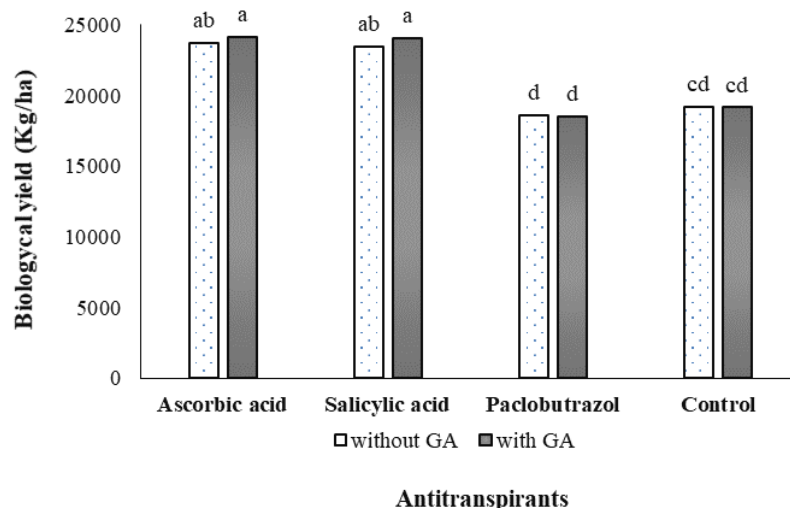 Biologycal yield (Kg/ha)
25000
20000
15000
10000
5000
0
ab a ab a d d cd cd
Ascorbic acid Salicylic acid Paclobutrazol Control
without GA with GA
Antitranspirants